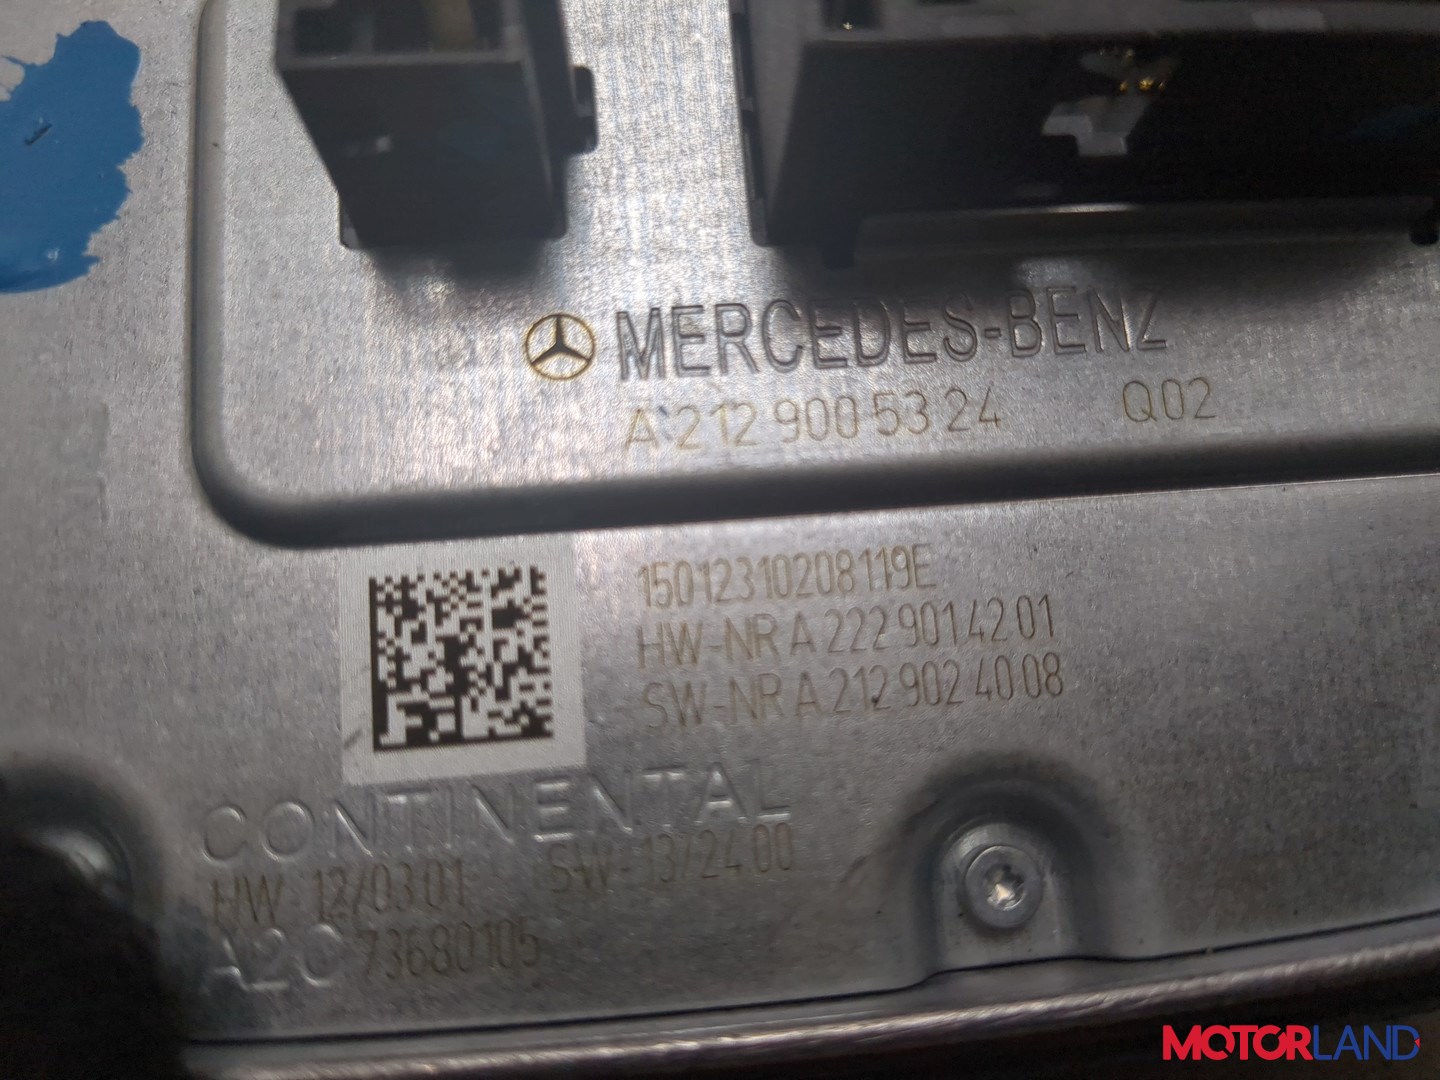 MERCEDES-BENZ
A 212 900 53 24 Q02
15012310208119E
HW-NR A 222 901 42 01
SW-NR A 212 902 40 08
CONTINENTAL
HW 12/03 01 SW-13/24 00
A2C 73680105
MOTORLAND